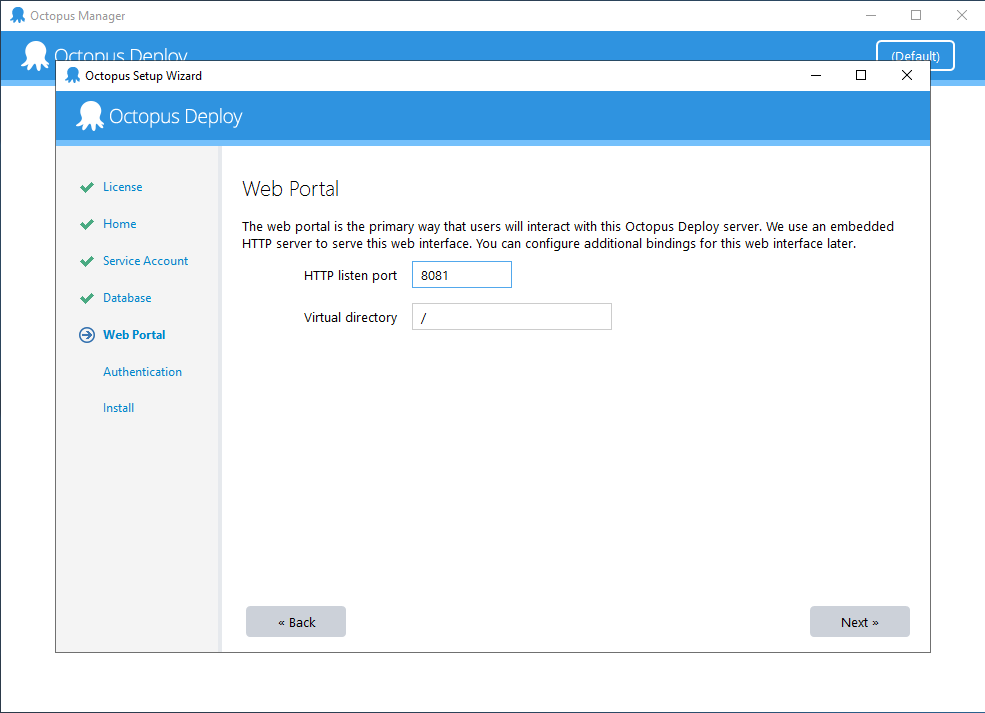 Octopus Manager
Octopus Deploy
(Default)
Octopus Setup Wizard
Octopus Deploy
License
Home
Service Account
Database
Web Portal
Authentication
Install
Web Portal
The web portal is the primary way that users will interact with this Octopus Deploy server. We use an embedded
HTTP server to serve this web interface. You can configure additional bindings for this web interface later.
HTTP listen port 8081
Virtual directory /
« Back
Next »